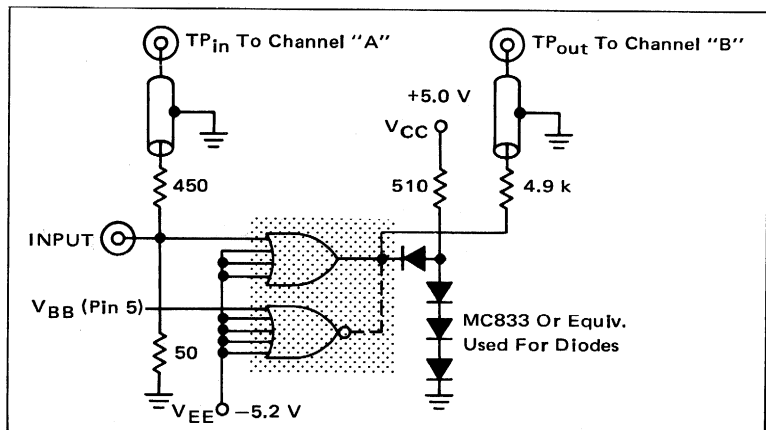 TPin To Channel "A"
TPout To Channel "B"
+5.0 V
VCC
450
510
4.9 k
INPUT
VBB (Pin 5)
MC833 Or Equiv.
Used For Diodes
50
VEE
−5.2 V